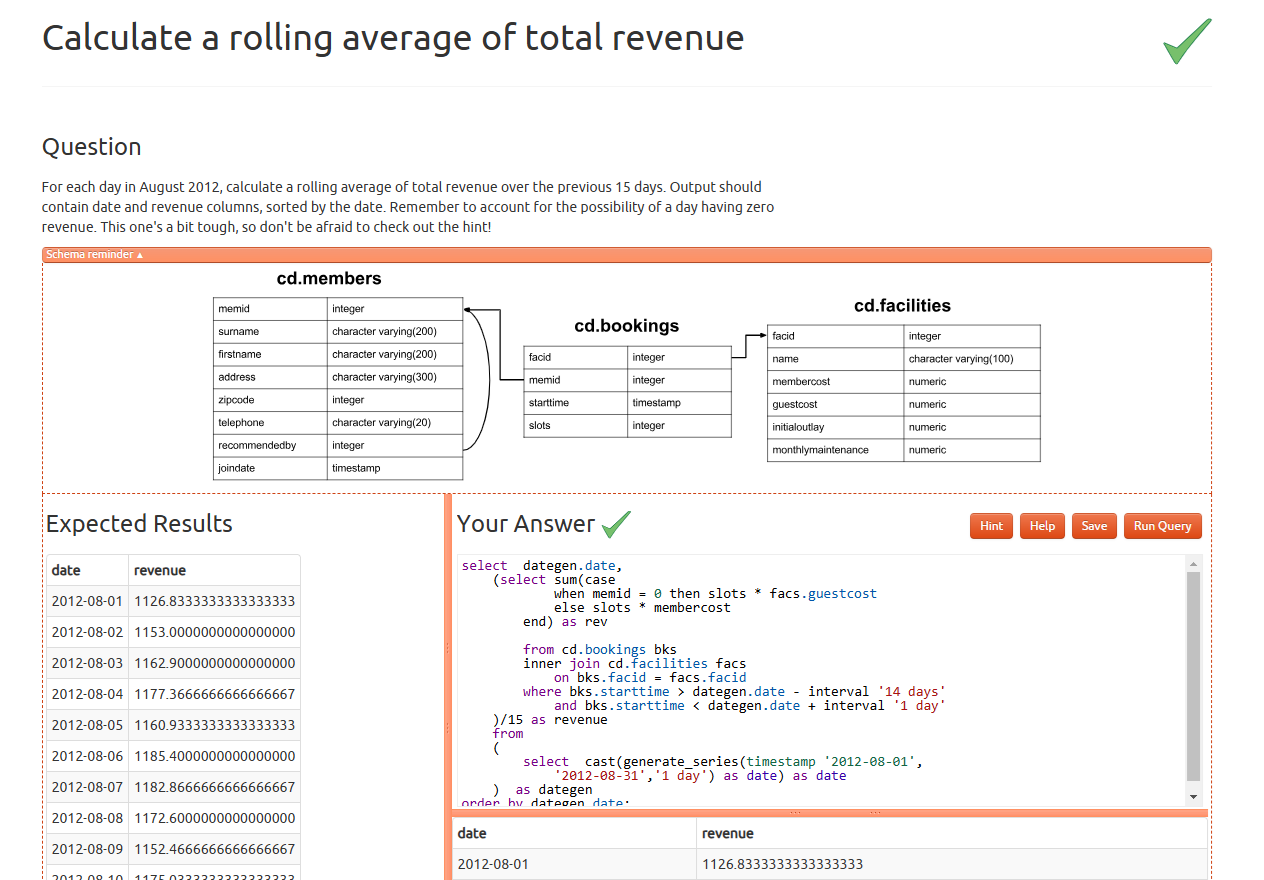 Calculate a rolling average of total revenue
Question
For each day in August 2012, calculate a rolling average of total revenue over the previous 15 days. Output should
contain date and revenue columns, sorted by the date. Remember to account for the possibility of a day having zero
revenue. This one's a bit tough, so don't be afraid to check out the hint!
Schema reminder ▴
cd.members
memid integer
surname character varying(200)
firstname character varying(200)
address character varying(300)
zipcode integer
telephone character varying(20)
recommendedby integer
joindate timestamp
cd.bookings
facid integer
memid integer
starttime timestamp
slots integer
cd.facilities
facid integer
name character varying(100)
membercost numeric
guestcost numeric
initialoutlay numeric
monthlymaintenance numeric
Expected Results
date revenue
2012-08-01 1126.8333333333333333
2012-08-02 1153.0000000000000000
2012-08-03 1162.9000000000000000
2012-08-04 1177.3666666666666667
2012-08-05 1160.9333333333333333
2012-08-06 1185.4000000000000000
2012-08-07 1182.8666666666666667
2012-08-08 1172.6000000000000000
2012-08-09 1152.4666666666666667
2012-08-10 1175.0333333333333333
Your Answer
Hint Help Save Run Query
select  dategen.date,
    (select sum(case
            when memid = 0 then slots * facs.guestcost
            else slots * membercost
        end) as rev
        from cd.bookings bks
        inner join cd.facilities facs
            on bks.facid = facs.facid
        where bks.starttime > dategen.date - interval '14 days'
            and bks.starttime < dategen.date + interval '1 day'
    )/15 as revenue
    from
    (
        select  cast(generate_series(timestamp '2012-08-01',
            '2012-08-31','1 day') as date) as date
    )  as dategen
order by dategen.date;
date revenue
2012-08-01 1126.8333333333333333